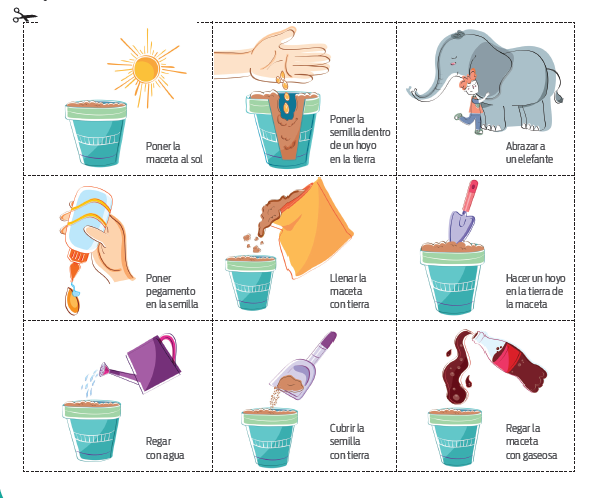 Poner la
maceta al sol
Poner la
semilla dentro
de un hoyo
en la tierra
Abrazar a
un elefante
Poner
pegamento
en la semilla
Llenar la
maceta
con tierra
Hacer un hoyo
en la tierra de
la maceta
Regar
con agua
Cubrir la
semilla
con tierra
Regar la
maceta
con gaseosa